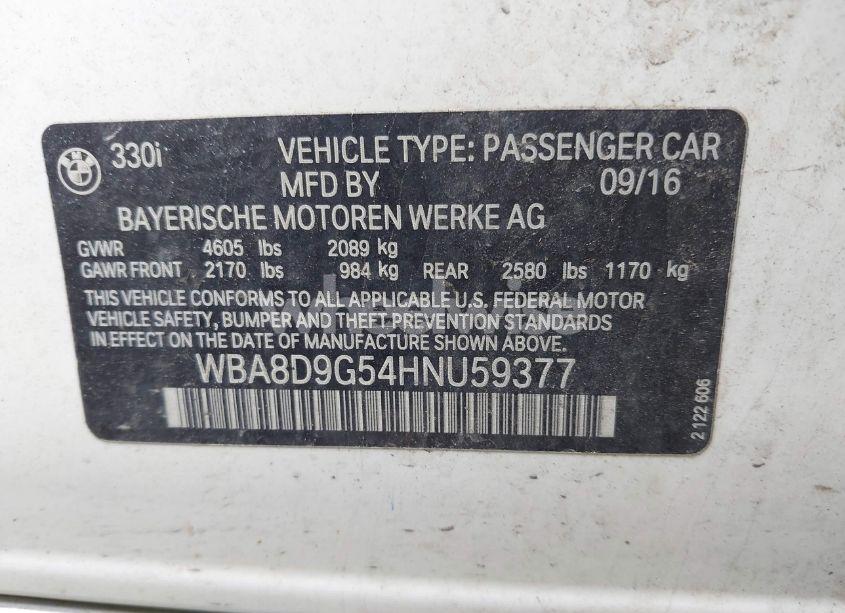 BMW 330i VEHICLE TYPE: PASSENGER CAR
MFD BY 09/16
BAYERISCHE MOTOREN WERKE AG
GVWR 4605 lbs 2089 kg
GAWR FRONT 2170 lbs 984 kg REAR 2580 lbs 1170 kg
THIS VEHICLE CONFORMS TO ALL APPLICABLE U.S. FEDERAL MOTOR
VEHICLE SAFETY, BUMPER AND THEFT PREVENTION STANDARDS
IN EFFECT ON THE DATE OF MANUFACTURE SHOWN ABOVE.
WBA8D9G54HNU59377
2 122 606